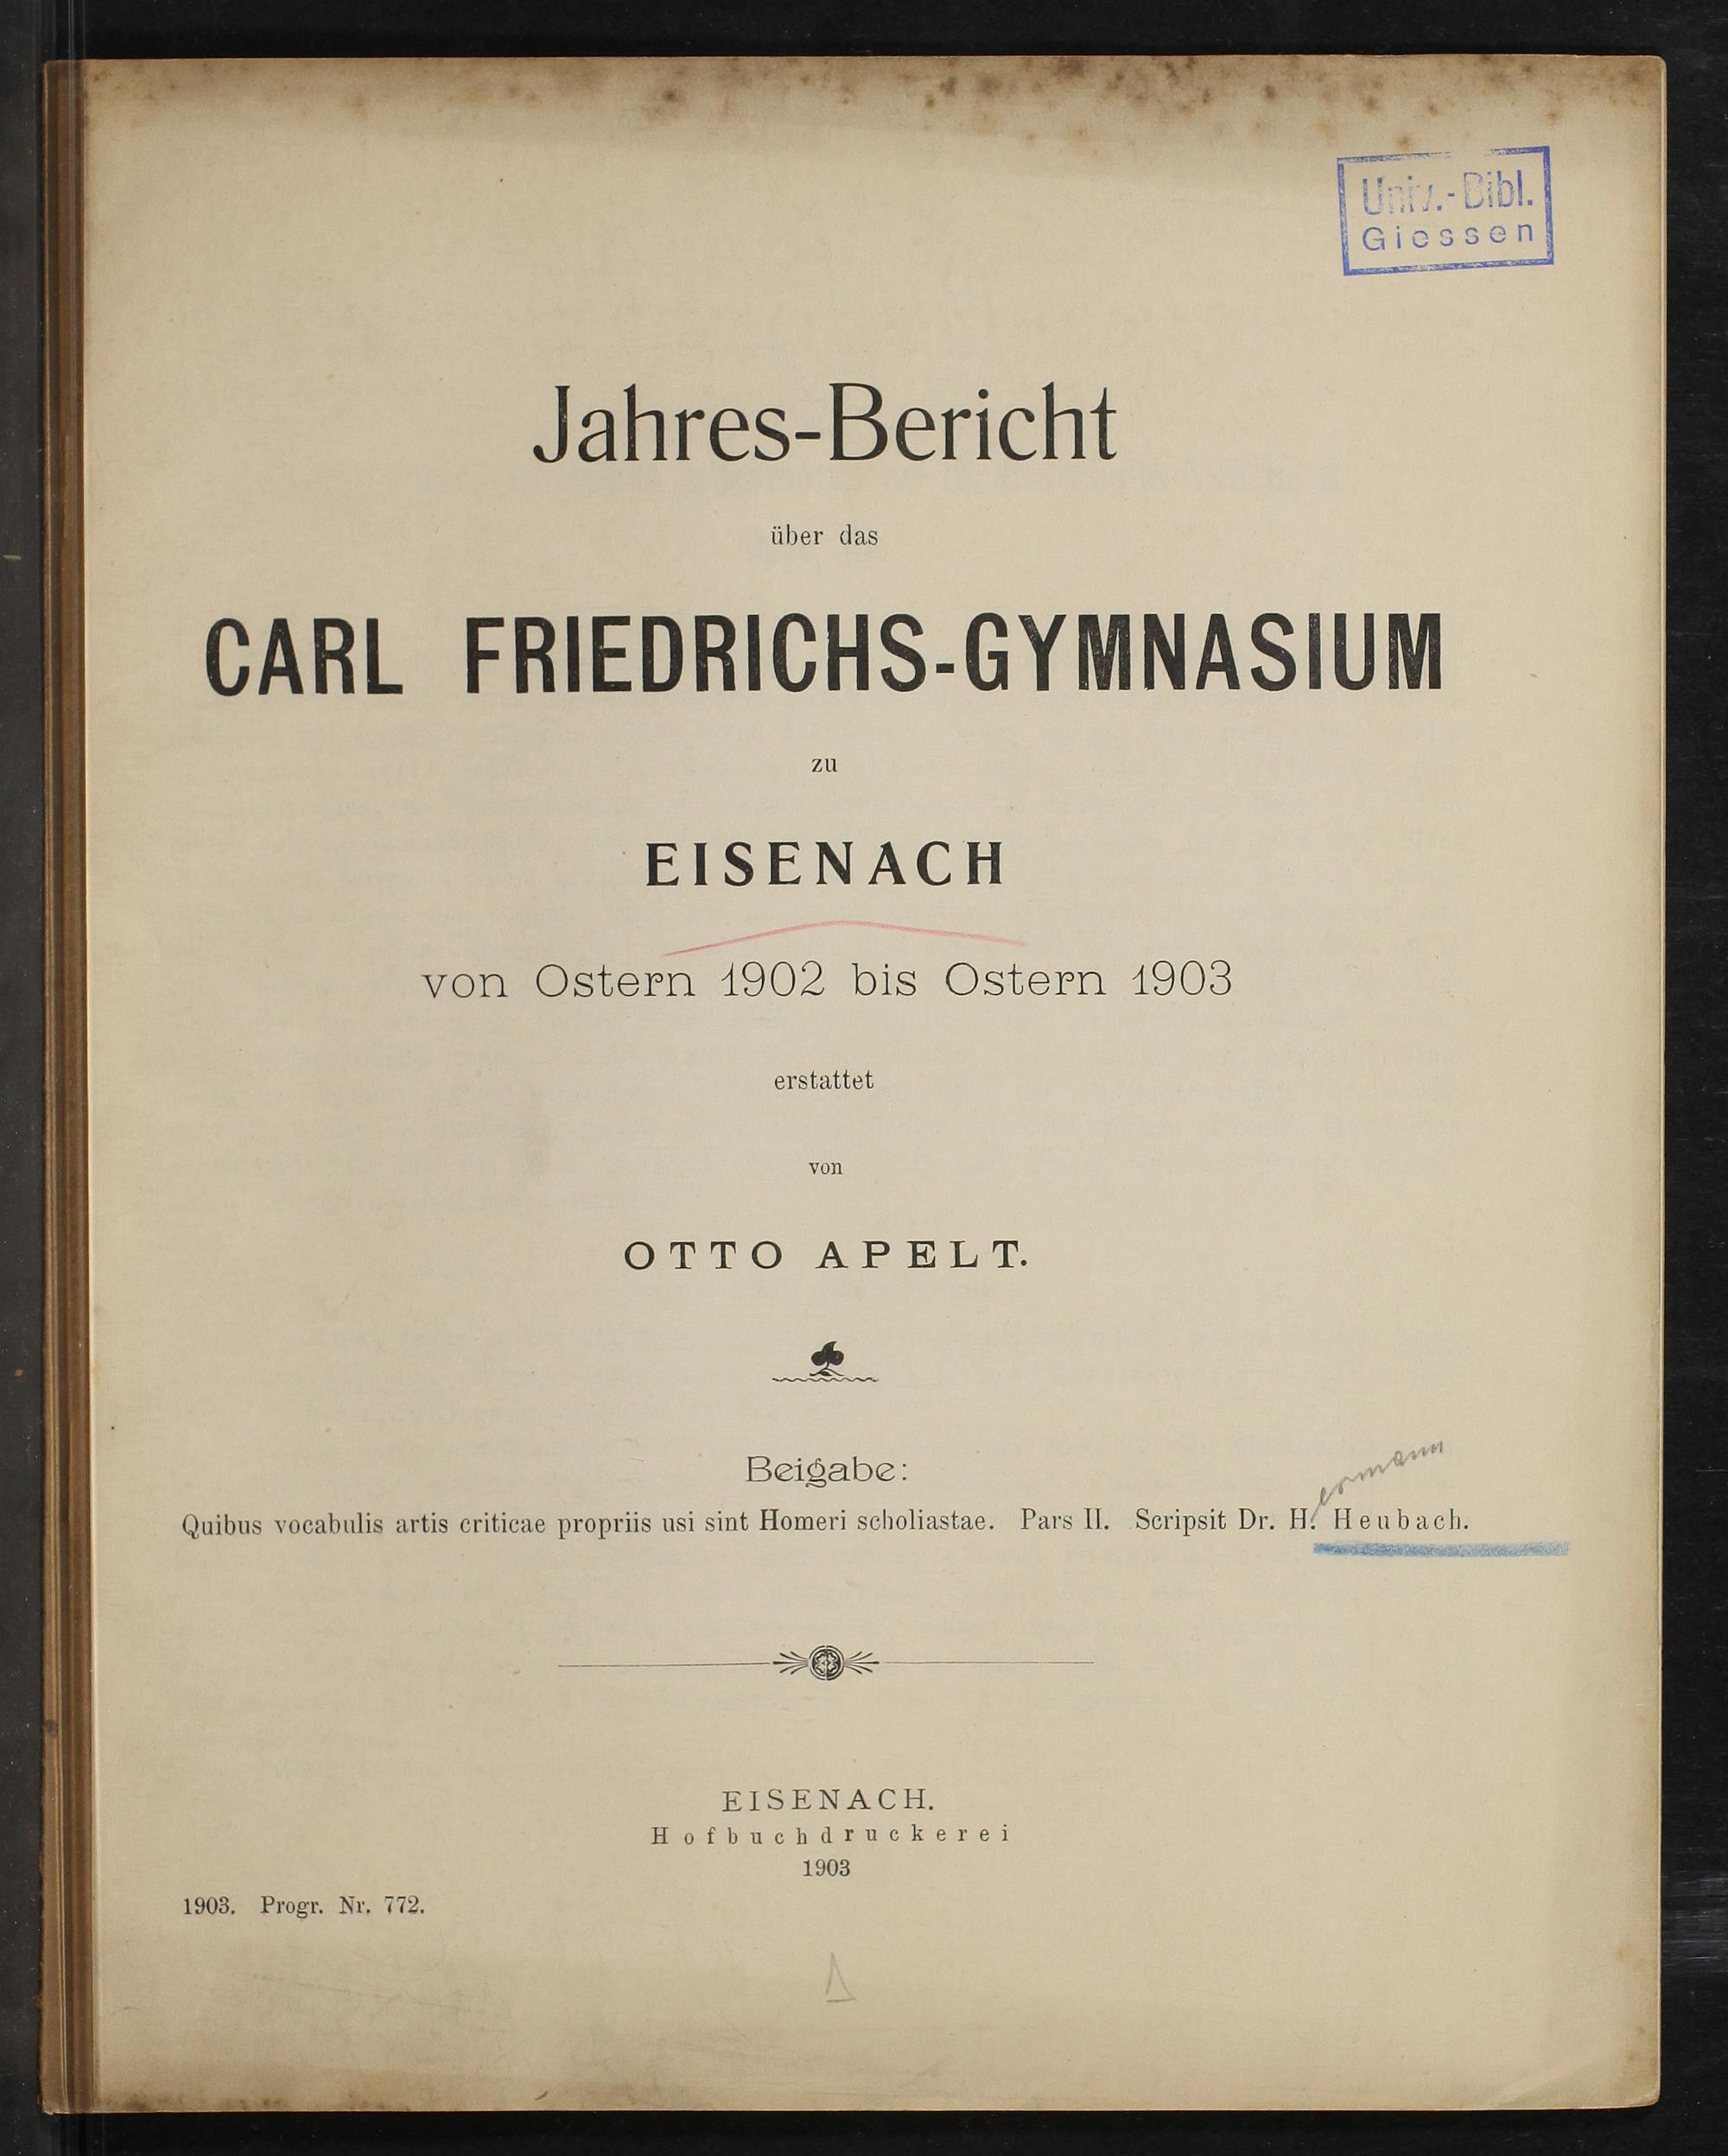 Univ.-Bibl.
Giessen
Jahres-Bericht
über das
CARL FRIEDRICHS-GYMNASIUM
zu
EISENACH
von Ostern 1902 bis Ostern 1903
erstattet
von
OTTO APELT.
Beigabe:
ermann
Quibus vocabulis artis criticae propriis usi sint Homeri scholiastae. Pars II. Scripsit Dr. H. Heubach.
EISENACH.
Hofbuchdruckerei
1903
1903. Progr. Nr. 772.